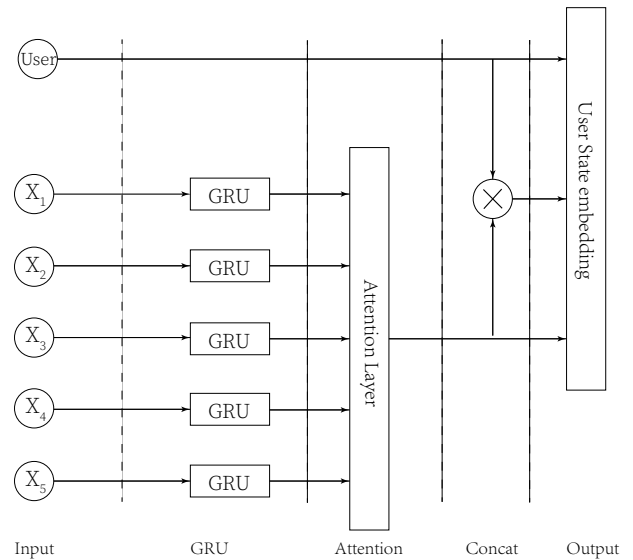 User
User State embedding
X1
GRU
X2
GRU
Attention Layer
X3
GRU
X4
GRU
X5
GRU
Input GRU Attention Concat Output